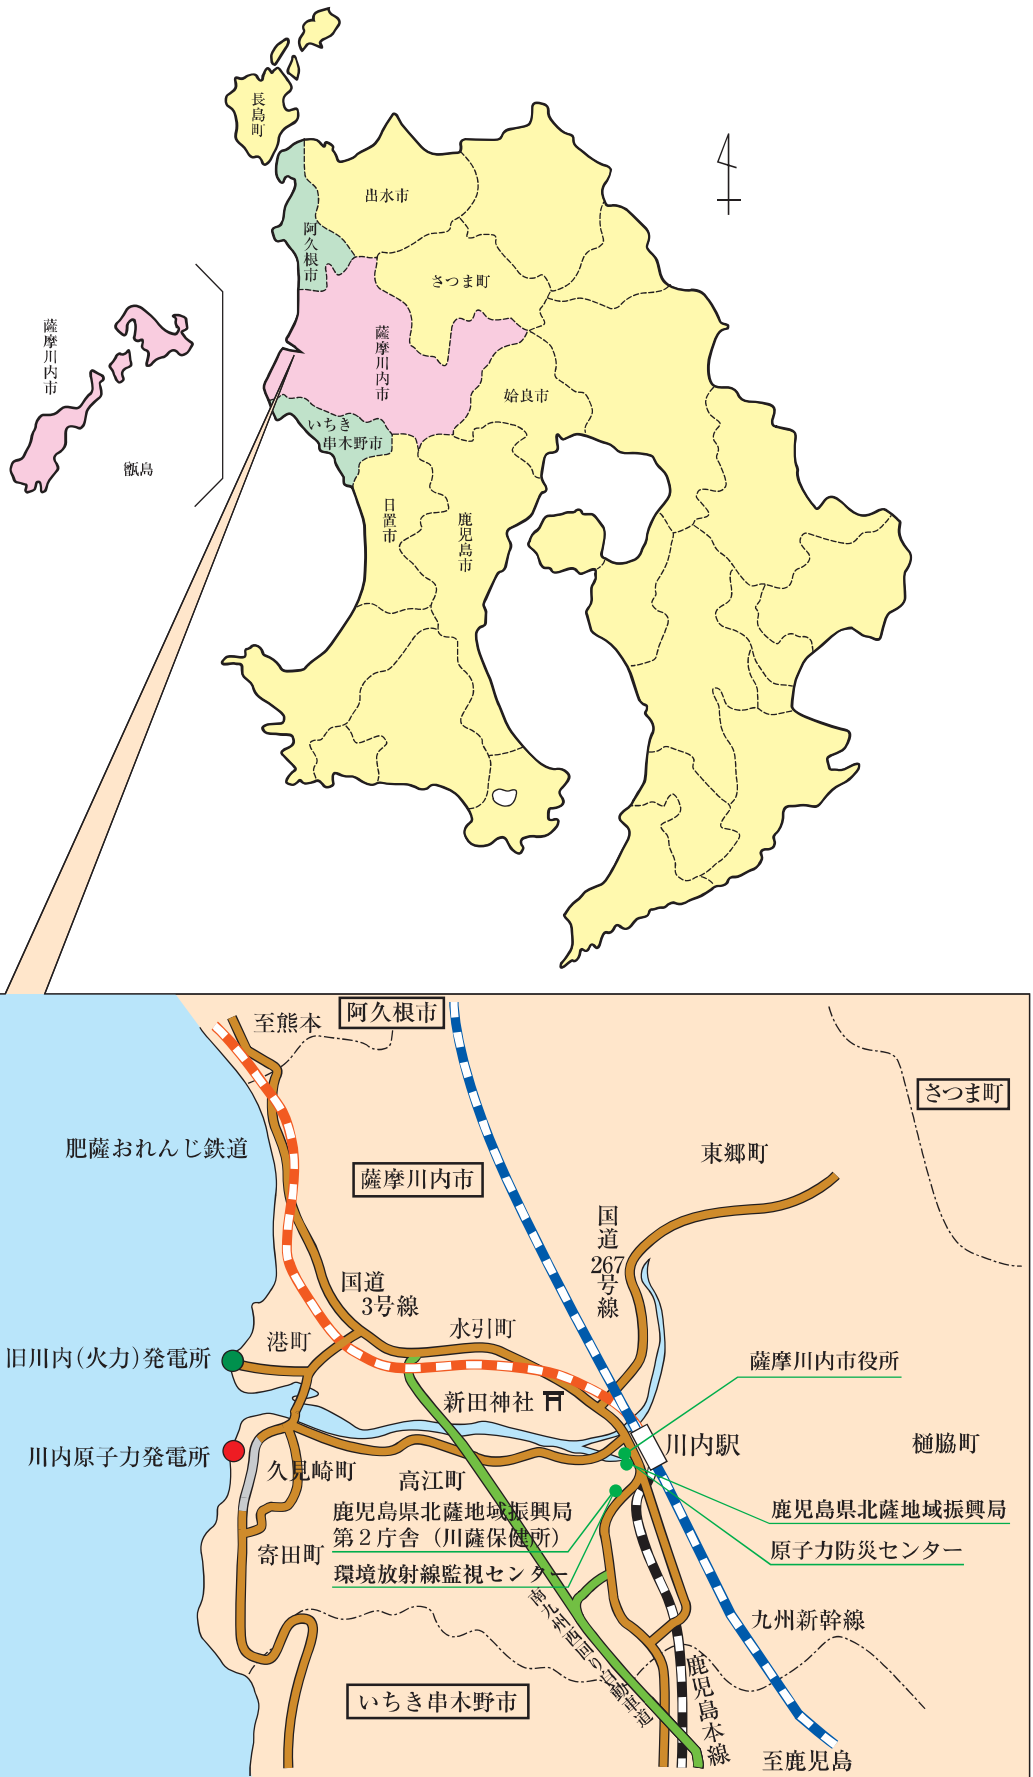 長島町
出水市
阿久根市
さつま町
薩摩川内市
薩摩川内市
姶良市
いちき
串木野市
甑島
日置市
鹿児島市
至熊本
阿久根市
さつま町
肥薩おれんじ鉄道
東郷町
薩摩川内市
国道
267
号線
国道
3号線
水引町
港町
旧川内(火力)発電所
薩摩川内市役所
新田神社
川内駅
樋脇町
川内原子力発電所
久見崎町
高江町
鹿児島県北薩地域振興局
第2庁舎（川薩保健所）
鹿児島県北薩地域振興局
寄田町
原子力防災センター
環境放射線監視センター
南九州西回り自動車道
九州新幹線
鹿児島本線
いちき串木野市
至鹿児島